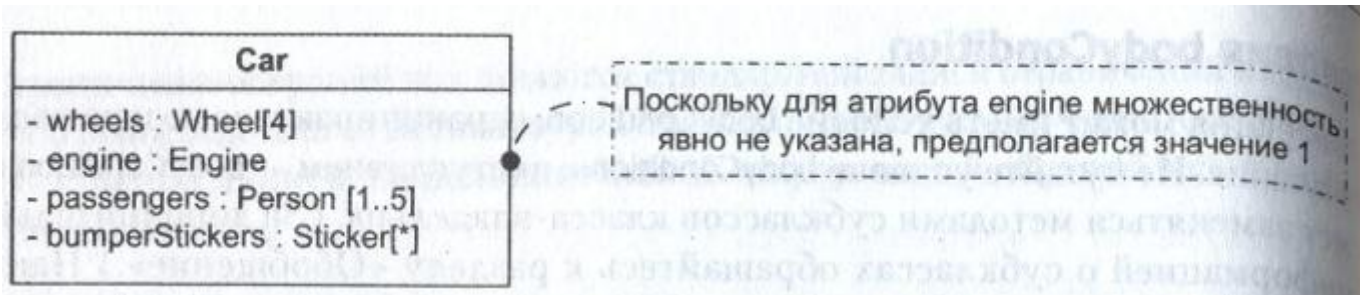 Car
- wheels : Wheel[4]
- engine : Engine
- passengers : Person [1..5]
- bumperStickers : Sticker[*]
Поскольку для атрибута engine множественность
явно не указана, предполагается значение 1